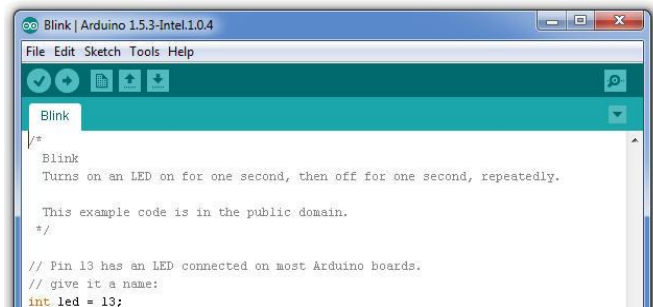 Blink | Arduino 1.5.3-Intel.1.0.4
File Edit Sketch Tools Help
Blink
/*
  Blink
  Turns on an LED on for one second, then off for one second, repeatedly.

  This example code is in the public domain.
 */

// Pin 13 has an LED connected on most Arduino boards.
// give it a name:
int led = 13;